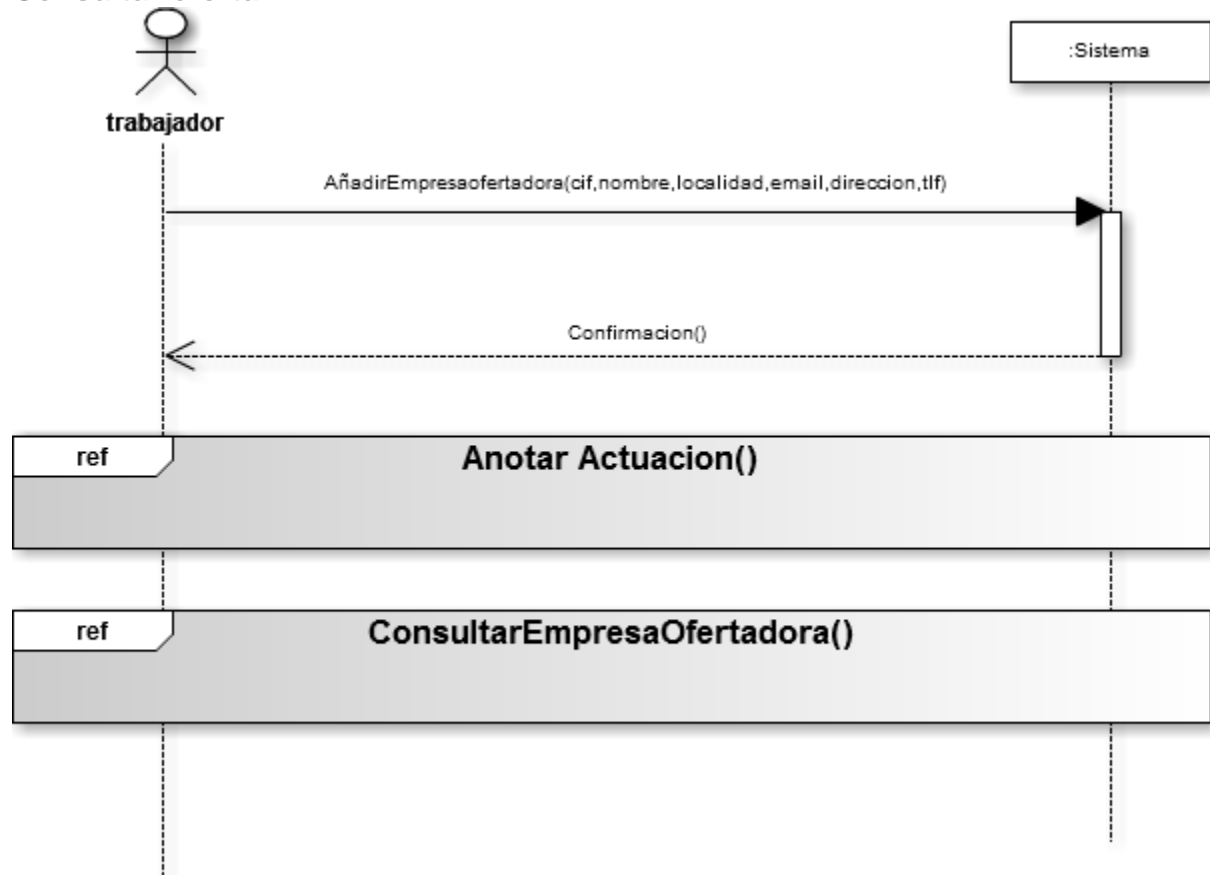 :Sistema
trabajador
AñadirEmpresaofertadora(cif,nombre,localidad,email,direccion,tlf)
Confirmacion()
ref
Anotar Actuacion()
ref
ConsultarEmpresaOfertadora()